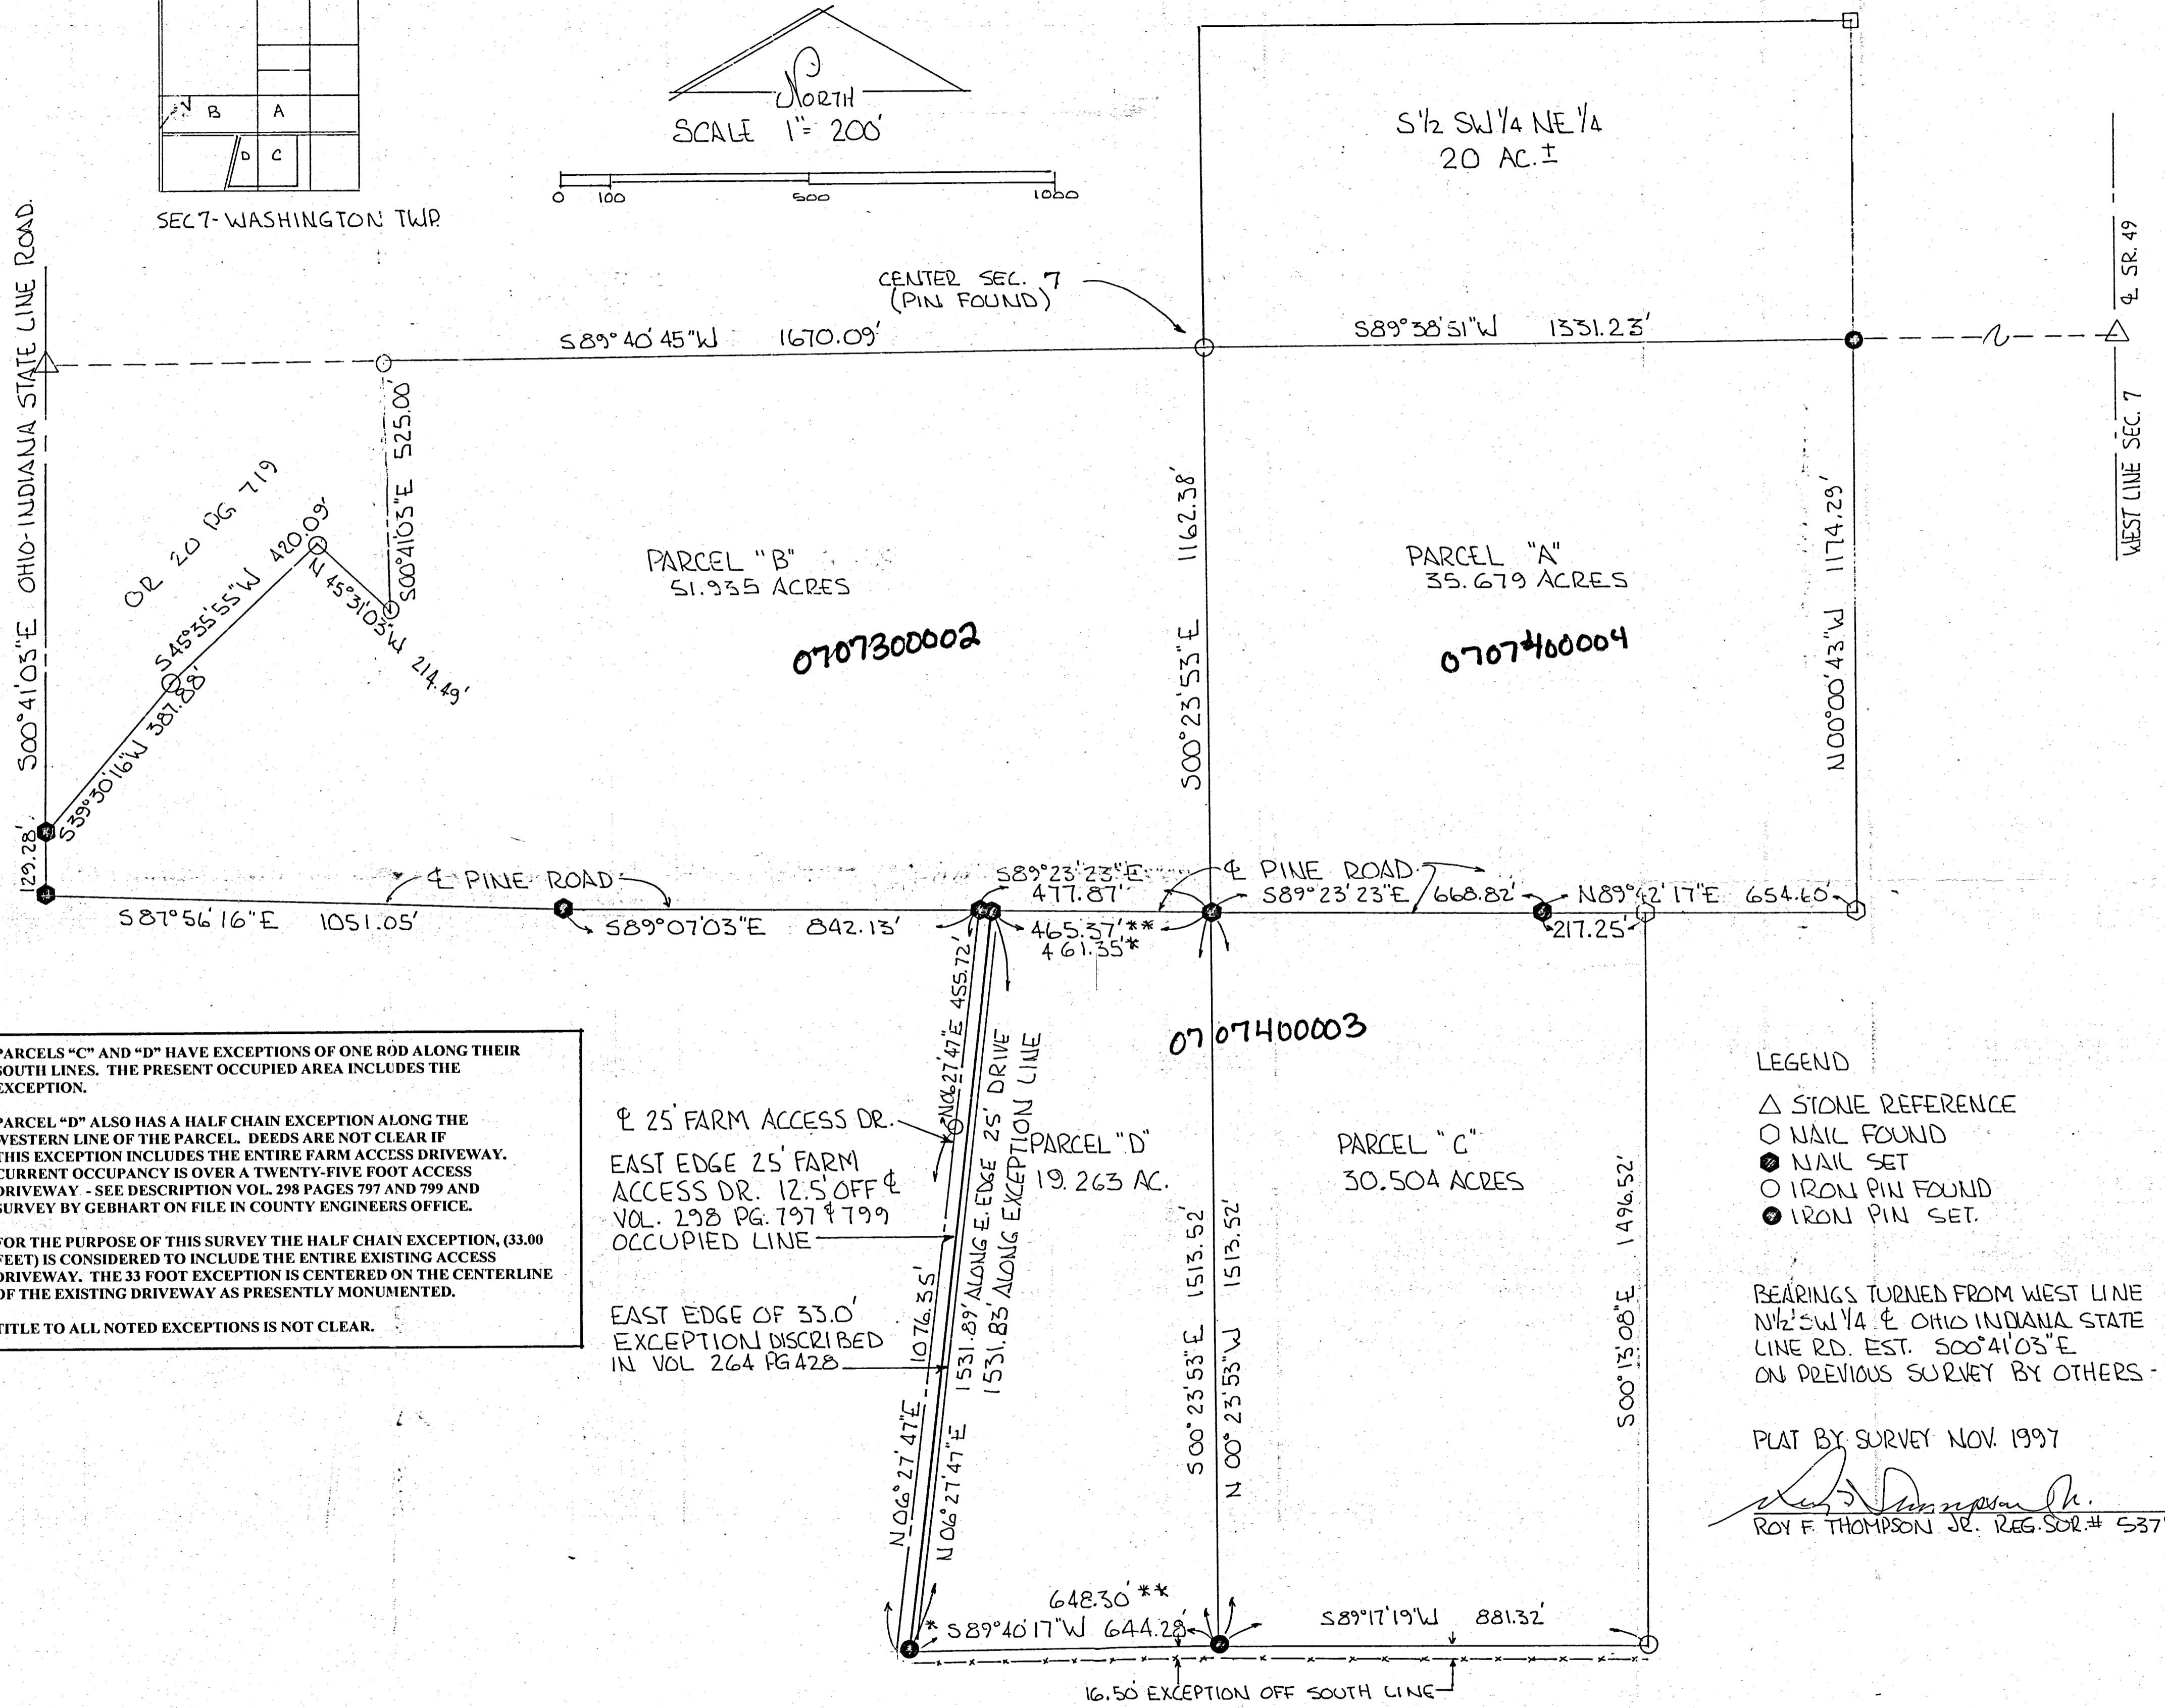 B
A
D
C
SEC 7- WASHINGTON TWP.
NORTH
SCALE 1"= 200'
0 100 500 1000
S 1/2 SW 1/4 NE 1/4
20 AC.±
CENTER SEC. 7
(PIN FOUND)
S89°40'45"W 1670.09'
S89°38'51"W 1331.23'
℄ SR. 49
WEST LINE SEC. 7
S00°41'03"E OHIO-INDIANA STATE LINE ROAD.
129.28'
OR 20 PG 719
S00°41'03"E 525.00'
N 45°31'03"W 214.49'
S45°35'55"W 420.09'
S39°30'16"W 387.88'
PARCEL "B"
51.935 ACRES
0707300002
S00°23'53"E 1162.38'
PARCEL "A"
35.679 ACRES
0707400004
N00°00'43"W 1174.29'
℄ PINE ROAD
S87°56'16"E 1051.05'
S89°07'03"E 842.13'
S89°23'23"E
477.87'
465.37'**
461.35*
℄ PINE ROAD
S89°23'23"E 668.82'
N89°42'17"E 654.60'
217.25'
PARCELS "C" AND "D" HAVE EXCEPTIONS OF ONE ROD ALONG THEIR
SOUTH LINES. THE PRESENT OCCUPIED AREA INCLUDES THE
EXCEPTION.
PARCEL "D" ALSO HAS A HALF CHAIN EXCEPTION ALONG THE
WESTERN LINE OF THE PARCEL. DEEDS ARE NOT CLEAR IF
THIS EXCEPTION INCLUDES THE ENTIRE FARM ACCESS DRIVEWAY.
CURRENT OCCUPANCY IS OVER A TWENTY-FIVE FOOT ACCESS
DRIVEWAY - SEE DESCRIPTION VOL. 298 PAGES 797 AND 799 AND
SURVEY BY GEBHART ON FILE IN COUNTY ENGINEERS OFFICE.
FOR THE PURPOSE OF THIS SURVEY THE HALF CHAIN EXCEPTION, (33.00
FEET) IS CONSIDERED TO INCLUDE THE ENTIRE EXISTING ACCESS
DRIVEWAY. THE 33 FOOT EXCEPTION IS CENTERED ON THE CENTERLINE
OF THE EXISTING DRIVEWAY AS PRESENTLY MONUMENTED.
TITLE TO ALL NOTED EXCEPTIONS IS NOT CLEAR.
℄ 25' FARM ACCESS DR.
EAST EDGE 25' FARM
ACCESS DR. 12.5' OFF ℄
VOL. 298 PG. 797 & 799
OCCUPIED LINE
EAST EDGE OF 33.0'
EXCEPTION DISCRIBED
IN VOL 264 PG 428
N06°27'47"E 455.72'
N 06°27'47"E 1076.35'
N 06°27'47"E 1531.89' ALONG E. EDGE 25' DRIVE
1531.83' ALONG EXCEPTION LINE
0707400003
PARCEL "D"
19.263 AC.
S00°23'53"E 1513.52'
N 00°23'53"W 1513.52'
PARCEL "C"
30.504 ACRES
S00°13'08"E 1496.52'
648.30'**
* S89°40'17"W 644.28'
S89°17'19"W 881.32'
16.50' EXCEPTION OFF SOUTH LINE
LEGEND
△ STONE REFERENCE
NAIL FOUND
NAIL SET
IRON PIN FOUND
IRON PIN SET.
BEARINGS TURNED FROM WEST LINE
N 1/2 SW 1/4 ℄ OHIO INDIANA STATE
LINE RD. EST. S00°41'03"E
ON PREVIOUS SURVEY BY OTHERS -
PLAT BY SURVEY NOV. 1997
ROY F. THOMPSON JR. REG. SUR.# 537